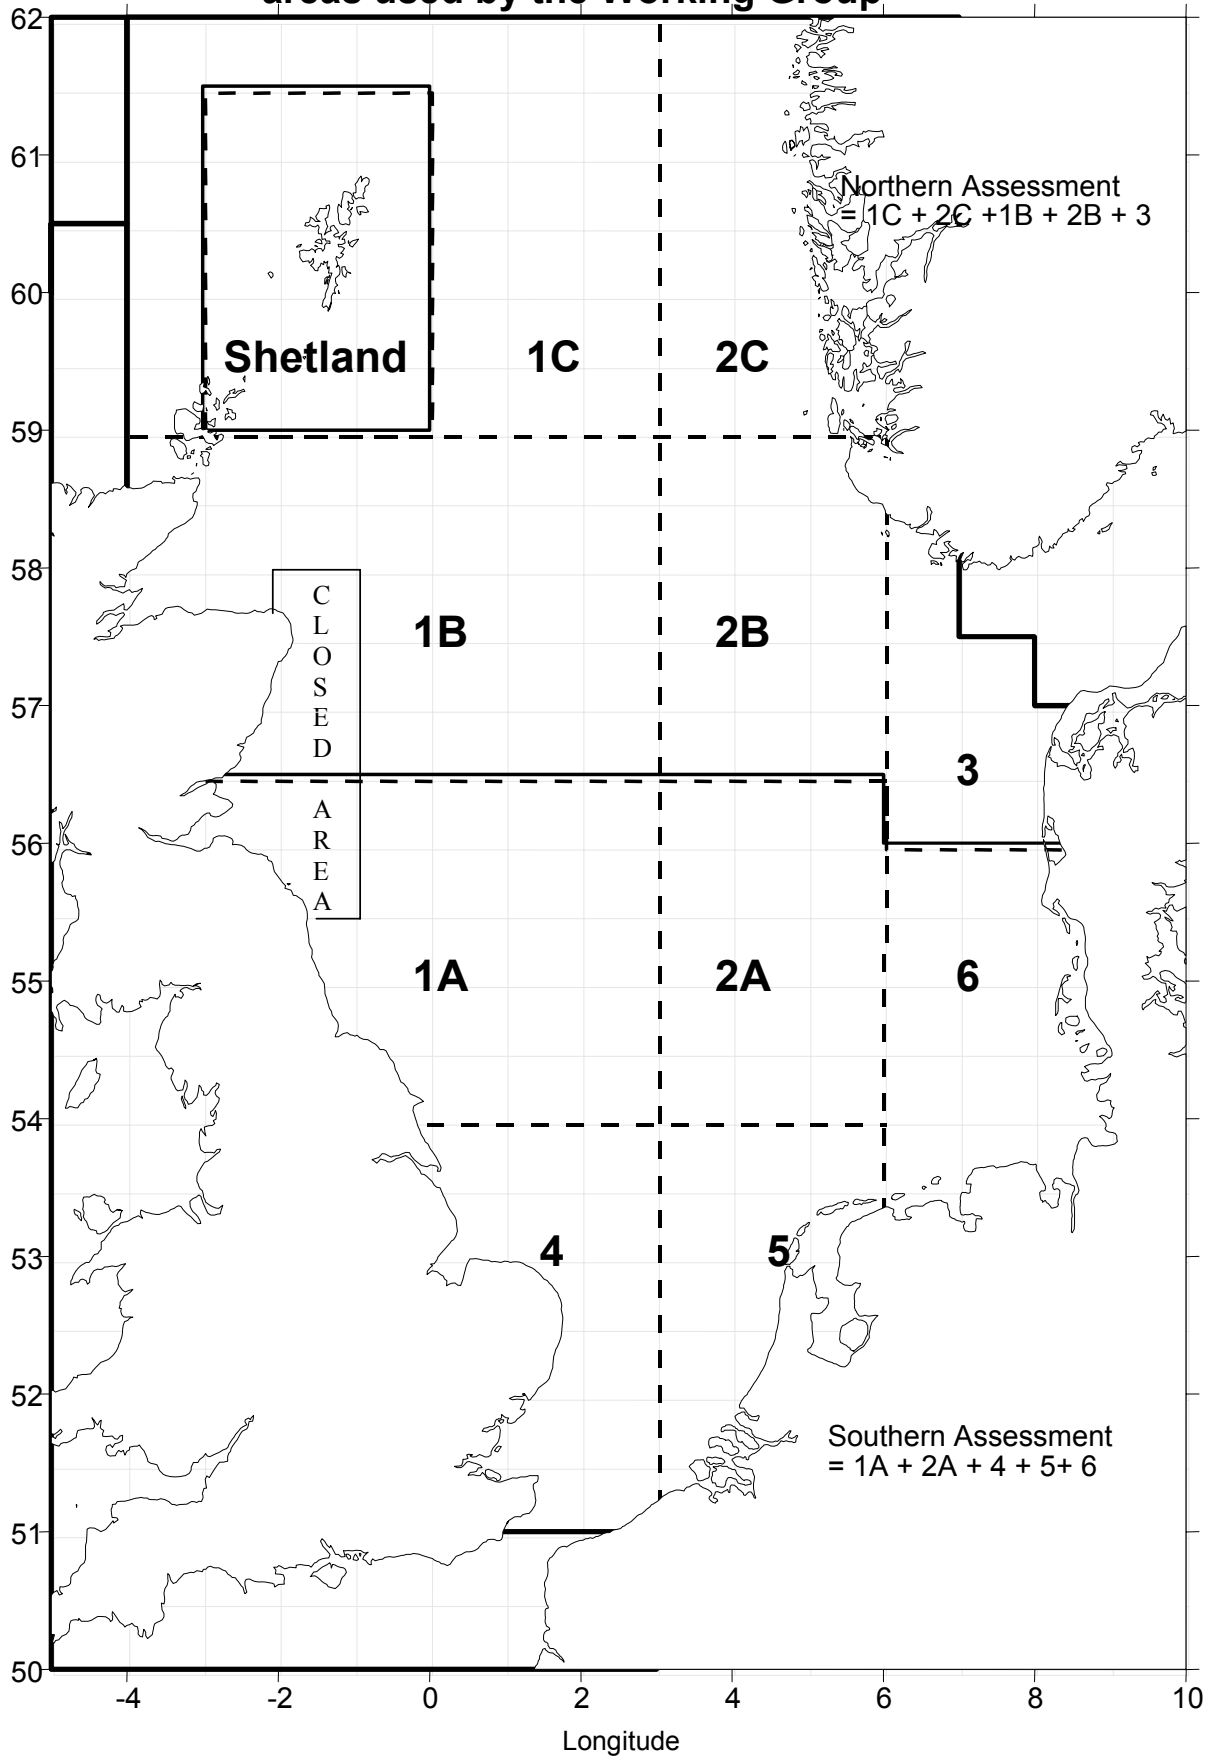 areas used by the Working Group
62
61
60
59
58
57
56
55
54
53
52
51
50
Northern Assessment
= 1C + 2C +1B + 2B + 3
Shetland
1C
2C
C
L
O
S
E
D
A
R
E
A
1B
2B
3
1A
2A
6
4
5
Southern Assessment
= 1A + 2A + 4 + 5+ 6
-4
-2
0
2
4
6
8
10
Longitude